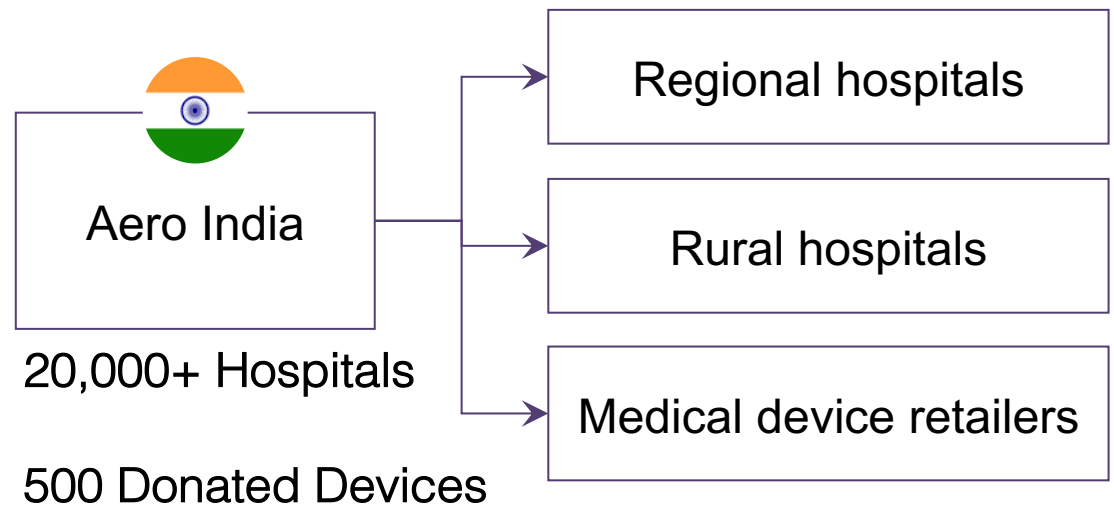 Aero India
20,000+ Hospitals
500 Donated Devices
Regional hospitals
Rural hospitals
Medical device retailers